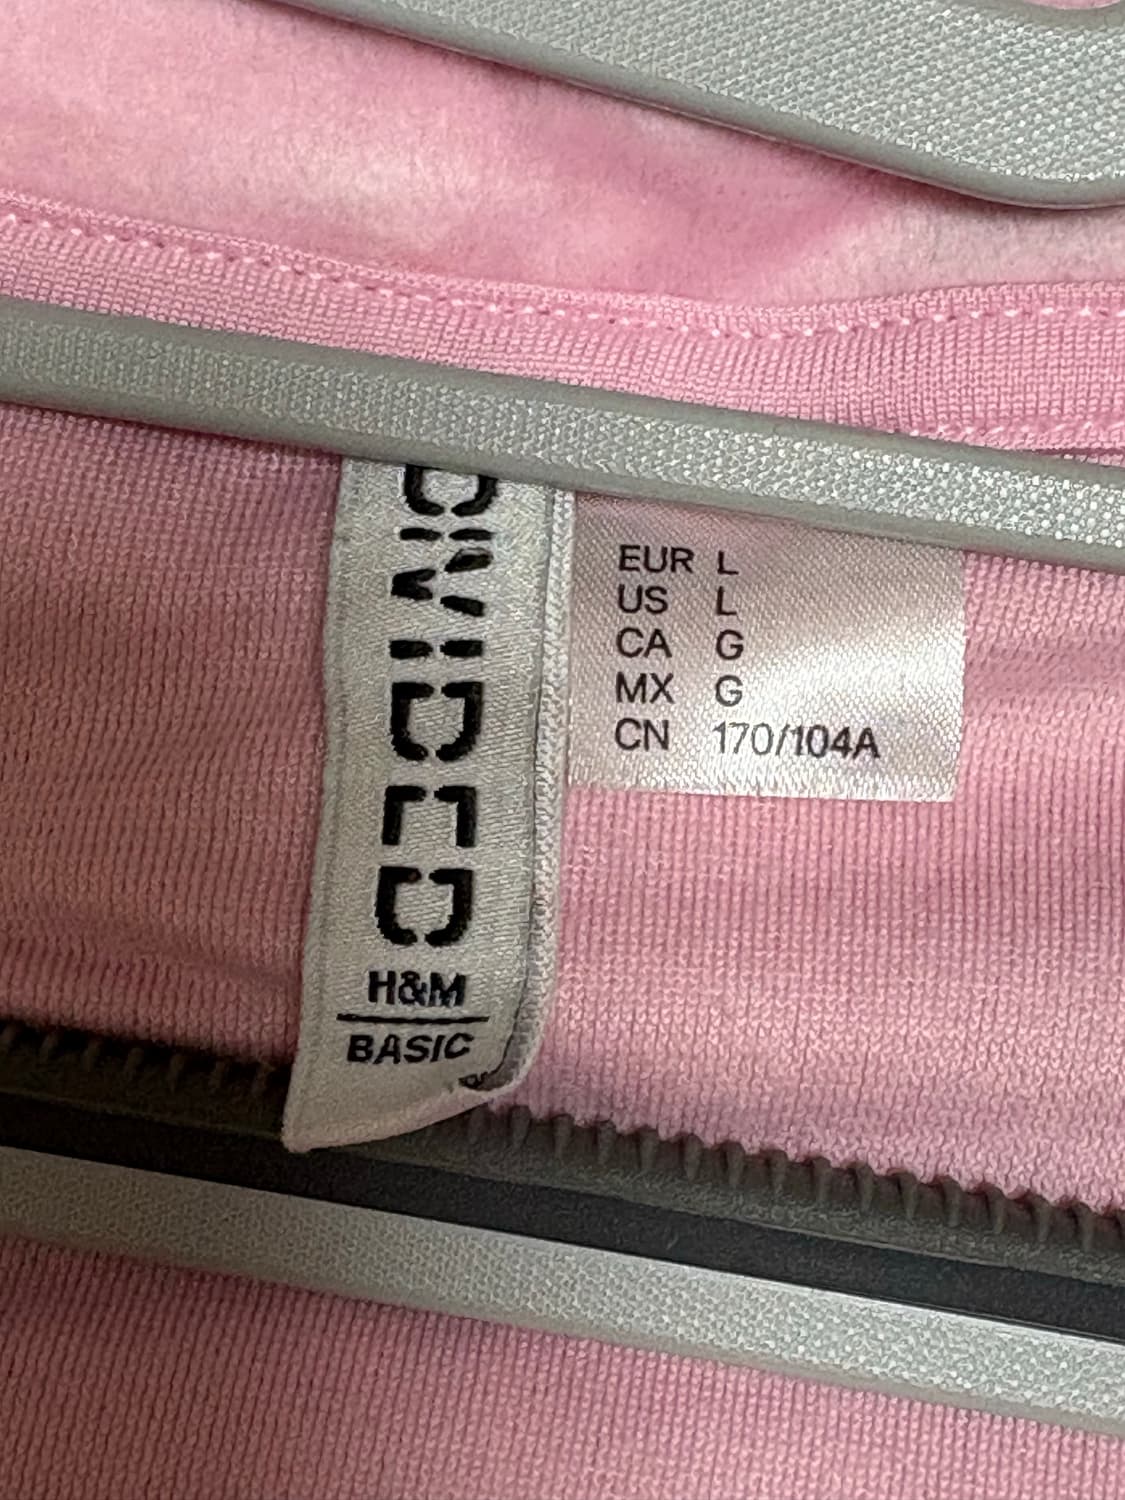 DIVIDED
H&M
BASIC
EUR L
US L
CA G
MX G
CN 170/104A